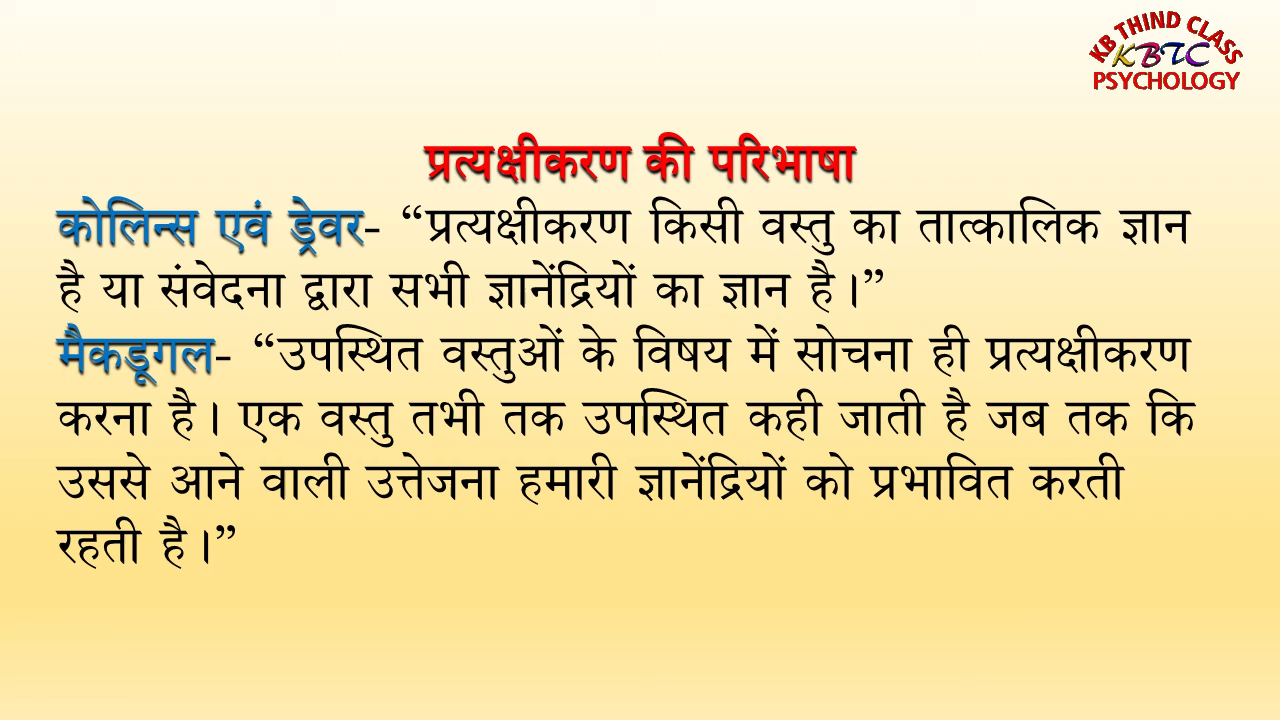 KB THIND CLASS
KBTC
PSYCHOLOGY
प्रत्यक्षीकरण की परिभाषा
कोलिन्स एवं ड्रेवर- “प्रत्यक्षीकरण किसी वस्तु का तात्कालिक ज्ञान
है या संवेदना द्वारा सभी ज्ञानेंद्रियों का ज्ञान है।”
मैकडूगल- “उपस्थित वस्तुओं के विषय में सोचना ही प्रत्यक्षीकरण
करना है। एक वस्तु तभी तक उपस्थित कही जाती है जब तक कि
उससे आने वाली उत्तेजना हमारी ज्ञानेंद्रियों को प्रभावित करती
रहती है।”